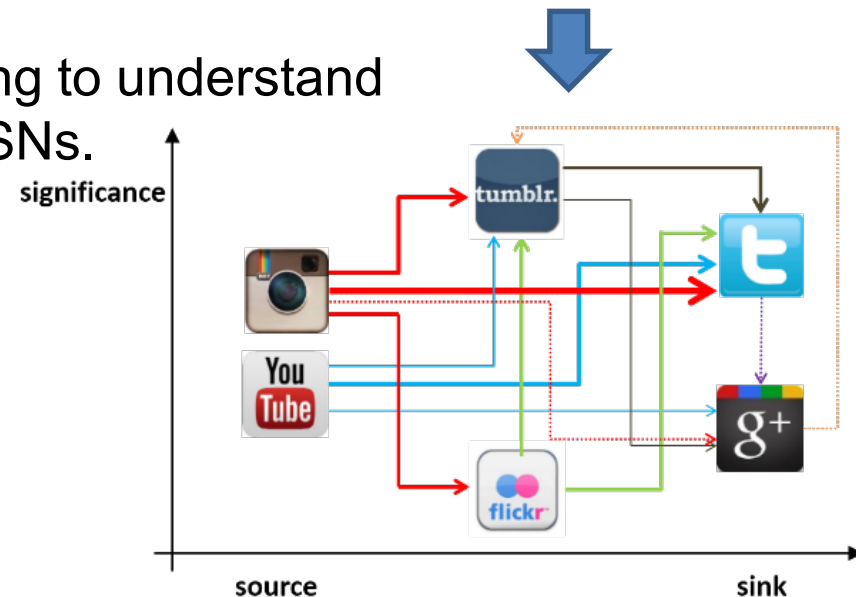 ng to understand
SNs.
significance
tumblr.
You
Tube
t
g+
flickr
source
sink